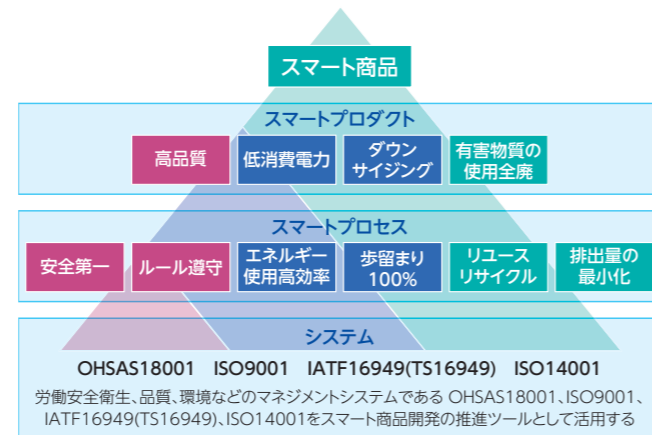 スマート商品
スマートプロダクト
高品質
低消費電力
ダウン
サイジング
有害物質の
使用全廃
スマートプロセス
安全第一
ルール遵守
エネルギー
使用高効率
歩留まり
100%
リユース
リサイクル
排出量の
最小化
システム
OHSAS18001 ISO9001 IATF16949(TS16949) ISO14001
労働安全衛生、品質、環境などのマネジメントシステムである OHSAS18001、ISO9001、
IATF16949(TS16949)、ISO14001をスマート商品開発の推進ツールとして活用する